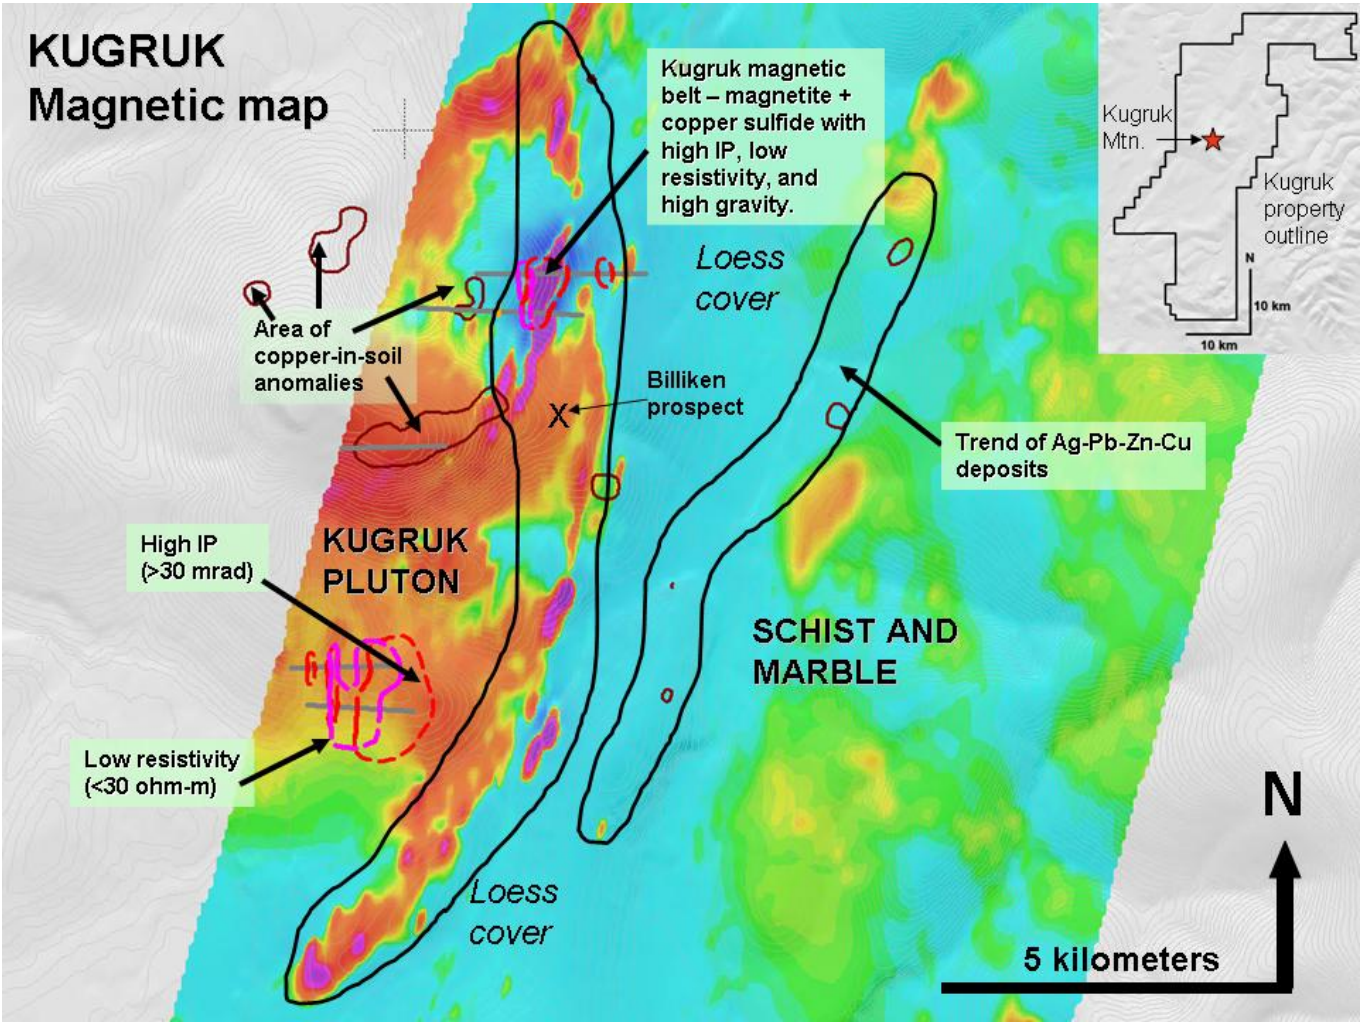 KUGRUK
Magnetic map
Kugruk magnetic
belt – magnetite +
copper sulfide with
high IP, low
resistivity, and
high gravity.
Kugruk
Mtn.
Kugruk
property
outline
N
10 km
10 km
Loess
cover
Area of
copper-in-soil
anomalies
X
Billiken
prospect
Trend of Ag-Pb-Zn-Cu
deposits
High IP
(>30 mrad)
KUGRUK
PLUTON
SCHIST AND
MARBLE
Low resistivity
(<30 ohm-m)
Loess
cover
N
5 kilometers